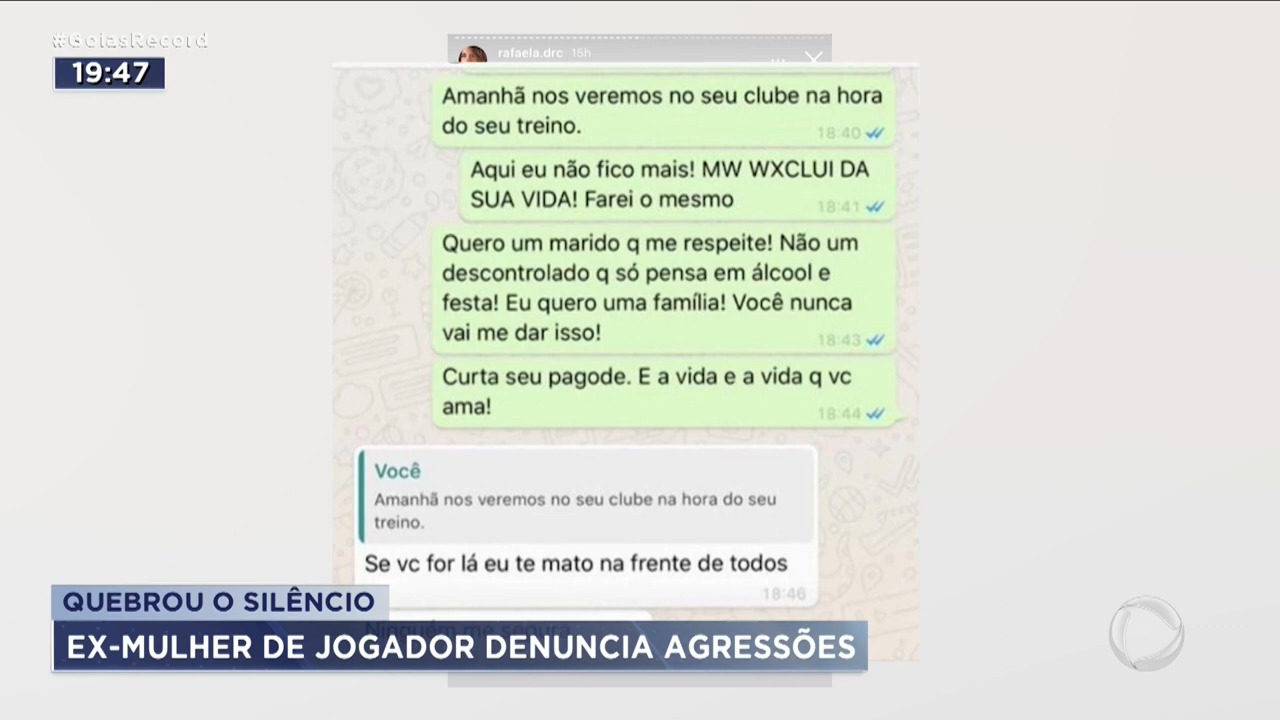 #GoiasRecord
19:47
rafaela.drc 15h
Amanhã nos veremos no seu clube na hora
do seu treino.
18:40
Aqui eu não fico mais! MW WXCLUI DA
SUA VIDA! Farei o mesmo
18:41
Quero um marido q me respeite! Não um
descontrolado q só pensa em álcool e
festa! Eu quero uma família! Você nunca
vai me dar isso!
18:43
Curta seu pagode. E a vida e a vida q vc
ama!
18:44
Você
Amanhã nos veremos no seu clube na hora do seu
treino.
Se vc for lá eu te mato na frente de todos
18:46
Ninguém me segura
QUEBROU O SILÊNCIO
EX-MULHER DE JOGADOR DENUNCIA AGRESSÕES